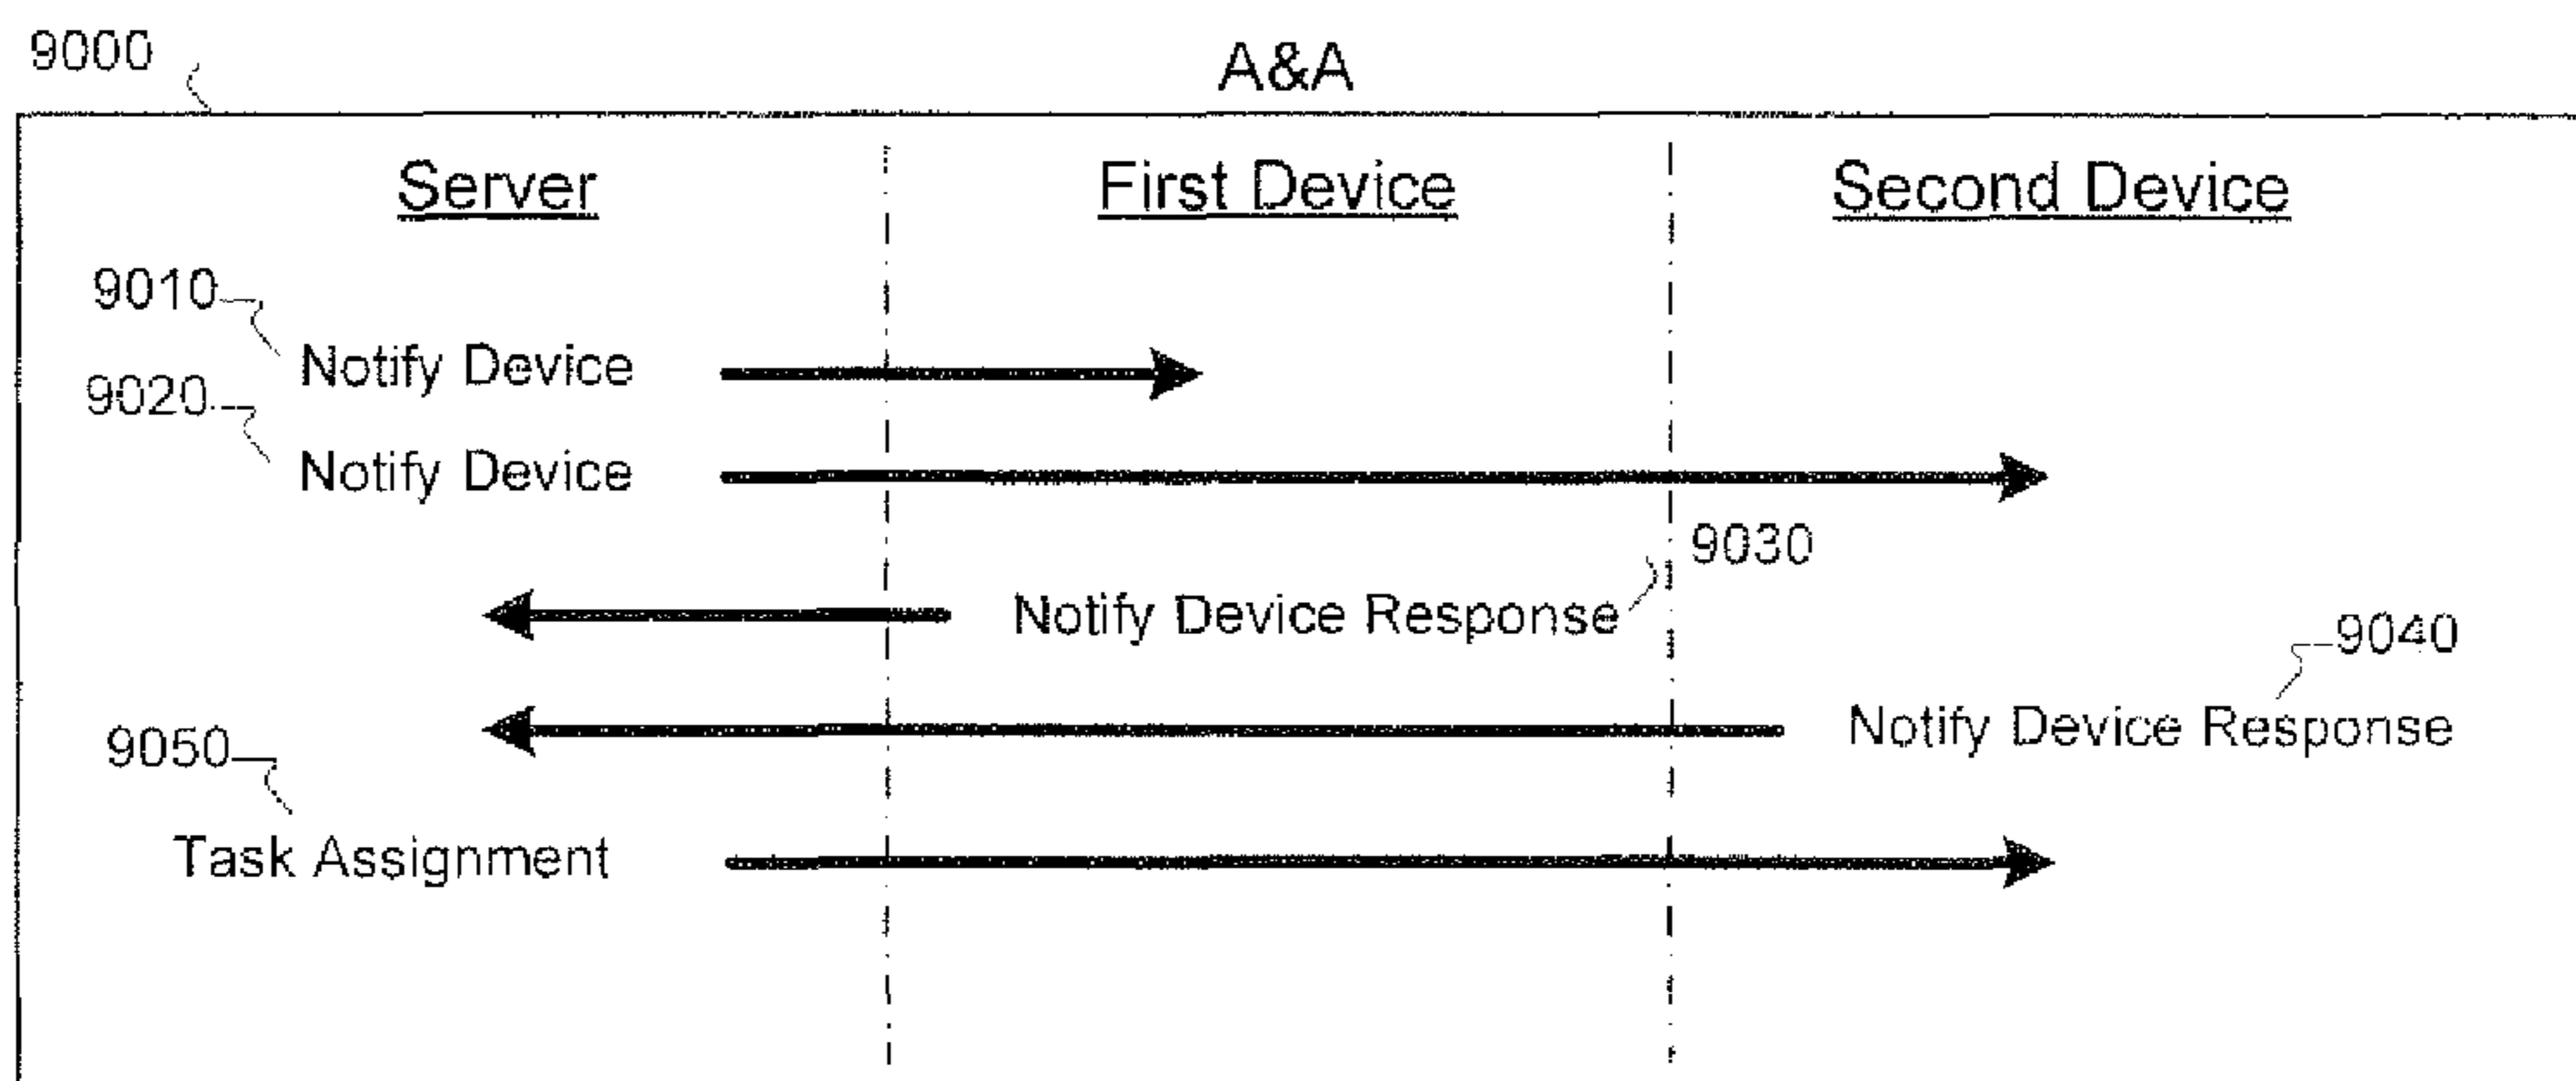 9000
A&A
Server First Device Second Device
9010
Notify Device
9020
Notify Device
9030
Notify Device Response
9040
Notify Device Response
9050
Task Assignment